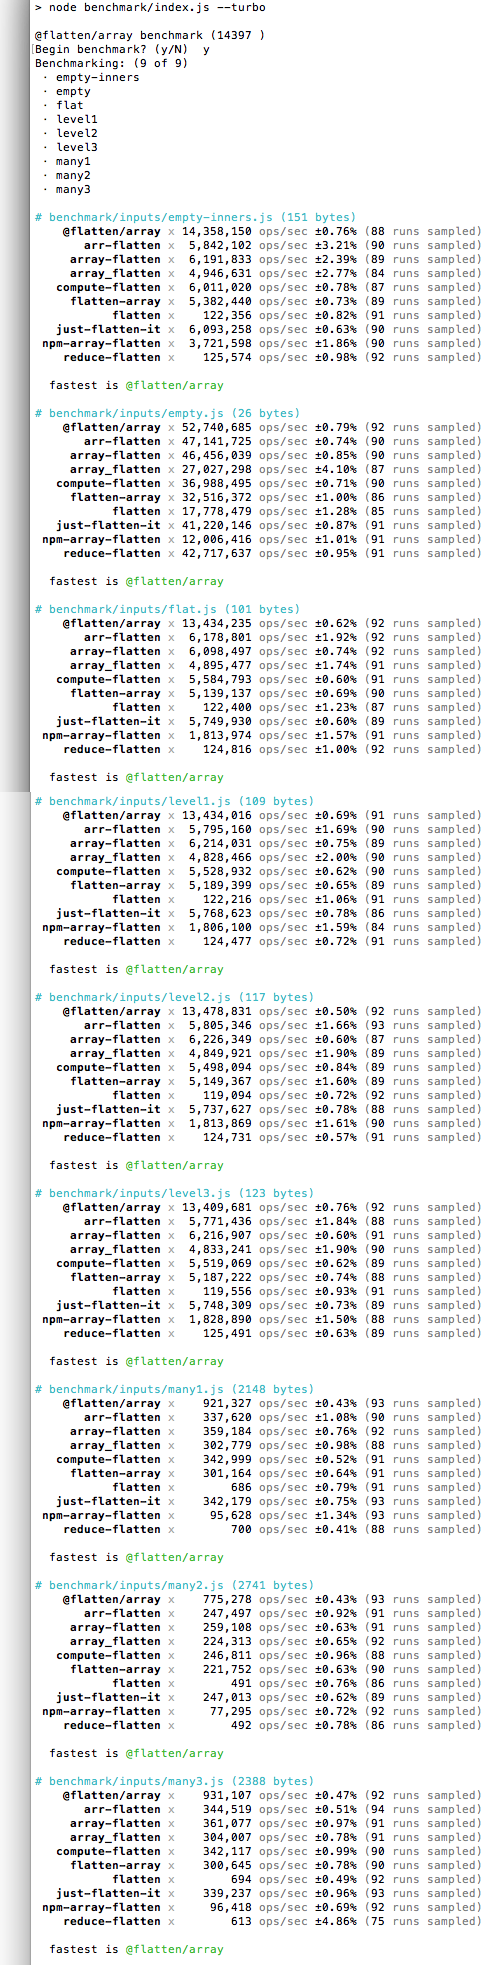 > node benchmark/index.js --turbo
@flatten/array benchmark (14397 )
[Begin benchmark? (y/N)  y
Benchmarking: (9 of 9)
· empty-inners
· empty
· flat
· level1
· level2
· level3
· many1
· many2
· many3
# benchmark/inputs/empty-inners.js (151 bytes)
@flatten/array x 14,358,150 ops/sec ±0.76% (88 runs sampled)
arr-flatten x 5,842,102 ops/sec ±3.21% (90 runs sampled)
array-flatten x 6,191,833 ops/sec ±2.39% (89 runs sampled)
array_flatten x 4,946,631 ops/sec ±2.77% (84 runs sampled)
compute-flatten x 6,011,020 ops/sec ±0.78% (87 runs sampled)
flatten-array x 5,382,440 ops/sec ±0.73% (89 runs sampled)
flatten x 122,356 ops/sec ±0.82% (91 runs sampled)
just-flatten-it x 6,093,258 ops/sec ±0.63% (90 runs sampled)
npm-array-flatten x 3,721,598 ops/sec ±1.86% (90 runs sampled)
reduce-flatten x 125,574 ops/sec ±0.98% (92 runs sampled)
fastest is @flatten/array
# benchmark/inputs/empty.js (26 bytes)
@flatten/array x 52,740,685 ops/sec ±0.79% (92 runs sampled)
arr-flatten x 47,141,725 ops/sec ±0.74% (90 runs sampled)
array-flatten x 46,456,039 ops/sec ±0.85% (90 runs sampled)
array_flatten x 27,027,298 ops/sec ±4.10% (87 runs sampled)
compute-flatten x 36,988,495 ops/sec ±0.71% (90 runs sampled)
flatten-array x 32,516,372 ops/sec ±1.00% (86 runs sampled)
flatten x 17,778,479 ops/sec ±1.28% (85 runs sampled)
just-flatten-it x 41,220,146 ops/sec ±0.87% (91 runs sampled)
npm-array-flatten x 12,006,416 ops/sec ±1.01% (91 runs sampled)
reduce-flatten x 42,717,637 ops/sec ±0.95% (91 runs sampled)
fastest is @flatten/array
# benchmark/inputs/flat.js (101 bytes)
@flatten/array x 13,434,235 ops/sec ±0.62% (92 runs sampled)
arr-flatten x 6,178,801 ops/sec ±1.92% (92 runs sampled)
array-flatten x 6,098,497 ops/sec ±0.74% (92 runs sampled)
array_flatten x 4,895,477 ops/sec ±1.74% (91 runs sampled)
compute-flatten x 5,584,793 ops/sec ±0.60% (91 runs sampled)
flatten-array x 5,139,137 ops/sec ±0.69% (90 runs sampled)
flatten x 122,400 ops/sec ±1.23% (87 runs sampled)
just-flatten-it x 5,749,930 ops/sec ±0.60% (89 runs sampled)
npm-array-flatten x 1,813,974 ops/sec ±1.57% (91 runs sampled)
reduce-flatten x 124,816 ops/sec ±1.00% (92 runs sampled)
fastest is @flatten/array
# benchmark/inputs/level1.js (109 bytes)
@flatten/array x 13,434,016 ops/sec ±0.69% (91 runs sampled)
arr-flatten x 5,795,160 ops/sec ±1.69% (90 runs sampled)
array-flatten x 6,214,031 ops/sec ±0.75% (89 runs sampled)
array_flatten x 4,828,466 ops/sec ±2.00% (90 runs sampled)
compute-flatten x 5,528,932 ops/sec ±0.62% (90 runs sampled)
flatten-array x 5,189,399 ops/sec ±0.65% (89 runs sampled)
flatten x 122,216 ops/sec ±1.06% (91 runs sampled)
just-flatten-it x 5,768,623 ops/sec ±0.78% (86 runs sampled)
npm-array-flatten x 1,806,100 ops/sec ±1.59% (84 runs sampled)
reduce-flatten x 124,477 ops/sec ±0.72% (91 runs sampled)
fastest is @flatten/array
# benchmark/inputs/level2.js (117 bytes)
@flatten/array x 13,478,831 ops/sec ±0.50% (92 runs sampled)
arr-flatten x 5,805,346 ops/sec ±1.66% (93 runs sampled)
array-flatten x 6,226,349 ops/sec ±0.60% (87 runs sampled)
array_flatten x 4,849,921 ops/sec ±1.90% (89 runs sampled)
compute-flatten x 5,498,094 ops/sec ±0.84% (89 runs sampled)
flatten-array x 5,149,367 ops/sec ±1.60% (89 runs sampled)
flatten x 119,094 ops/sec ±0.72% (92 runs sampled)
just-flatten-it x 5,737,627 ops/sec ±0.78% (88 runs sampled)
npm-array-flatten x 1,813,869 ops/sec ±1.61% (90 runs sampled)
reduce-flatten x 124,731 ops/sec ±0.57% (91 runs sampled)
fastest is @flatten/array
# benchmark/inputs/level3.js (123 bytes)
@flatten/array x 13,409,681 ops/sec ±0.76% (92 runs sampled)
arr-flatten x 5,771,436 ops/sec ±1.84% (88 runs sampled)
array-flatten x 6,216,907 ops/sec ±0.60% (91 runs sampled)
array_flatten x 4,833,241 ops/sec ±1.90% (90 runs sampled)
compute-flatten x 5,519,069 ops/sec ±0.62% (89 runs sampled)
flatten-array x 5,187,222 ops/sec ±0.74% (88 runs sampled)
flatten x 119,556 ops/sec ±0.93% (91 runs sampled)
just-flatten-it x 5,748,309 ops/sec ±0.73% (89 runs sampled)
npm-array-flatten x 1,828,890 ops/sec ±1.50% (88 runs sampled)
reduce-flatten x 125,491 ops/sec ±0.63% (89 runs sampled)
fastest is @flatten/array
# benchmark/inputs/many1.js (2148 bytes)
@flatten/array x 921,327 ops/sec ±0.43% (93 runs sampled)
arr-flatten x 337,620 ops/sec ±1.08% (90 runs sampled)
array-flatten x 359,184 ops/sec ±0.76% (92 runs sampled)
array_flatten x 302,779 ops/sec ±0.98% (88 runs sampled)
compute-flatten x 342,999 ops/sec ±0.52% (91 runs sampled)
flatten-array x 301,164 ops/sec ±0.64% (91 runs sampled)
flatten x 686 ops/sec ±0.79% (91 runs sampled)
just-flatten-it x 342,179 ops/sec ±0.75% (93 runs sampled)
npm-array-flatten x 95,628 ops/sec ±1.34% (93 runs sampled)
reduce-flatten x 700 ops/sec ±0.41% (88 runs sampled)
fastest is @flatten/array
# benchmark/inputs/many2.js (2741 bytes)
@flatten/array x 775,278 ops/sec ±0.43% (93 runs sampled)
arr-flatten x 247,497 ops/sec ±0.92% (91 runs sampled)
array-flatten x 259,108 ops/sec ±0.63% (91 runs sampled)
array_flatten x 224,313 ops/sec ±0.65% (92 runs sampled)
compute-flatten x 246,811 ops/sec ±0.96% (88 runs sampled)
flatten-array x 221,752 ops/sec ±0.63% (90 runs sampled)
flatten x 491 ops/sec ±0.76% (86 runs sampled)
just-flatten-it x 247,013 ops/sec ±0.62% (89 runs sampled)
npm-array-flatten x 77,295 ops/sec ±0.72% (92 runs sampled)
reduce-flatten x 492 ops/sec ±0.78% (86 runs sampled)
fastest is @flatten/array
# benchmark/inputs/many3.js (2388 bytes)
@flatten/array x 931,107 ops/sec ±0.47% (92 runs sampled)
arr-flatten x 344,519 ops/sec ±0.51% (94 runs sampled)
array-flatten x 361,077 ops/sec ±0.97% (91 runs sampled)
array_flatten x 304,007 ops/sec ±0.78% (91 runs sampled)
compute-flatten x 342,117 ops/sec ±0.99% (90 runs sampled)
flatten-array x 300,645 ops/sec ±0.78% (90 runs sampled)
flatten x 694 ops/sec ±0.49% (92 runs sampled)
just-flatten-it x 339,237 ops/sec ±0.96% (93 runs sampled)
npm-array-flatten x 96,418 ops/sec ±0.69% (92 runs sampled)
reduce-flatten x 613 ops/sec ±4.86% (75 runs sampled)
fastest is @flatten/array